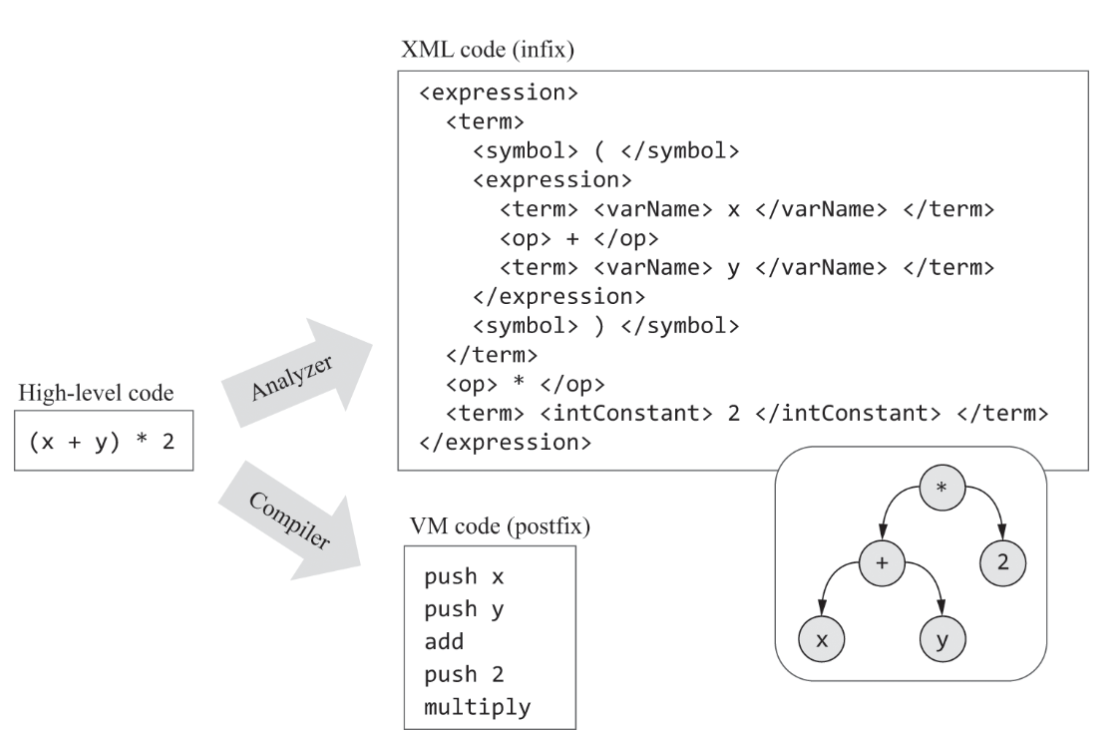 XML code (infix)
<expression>
  <term>
    <symbol> ( </symbol>
    <expression>
      <term> <varName> x </varName> </term>
      <op> + </op>
      <term> <varName> y </varName> </term>
    </expression>
    <symbol> ) </symbol>
  </term>
  <op> * </op>
  <term> <intConstant> 2 </intConstant> </term>
</expression>
Analyzer
High-level code
(x + y) * 2
Compiler
VM code (postfix)
push x
push y
add
push 2
multiply
*
+ 2
x y